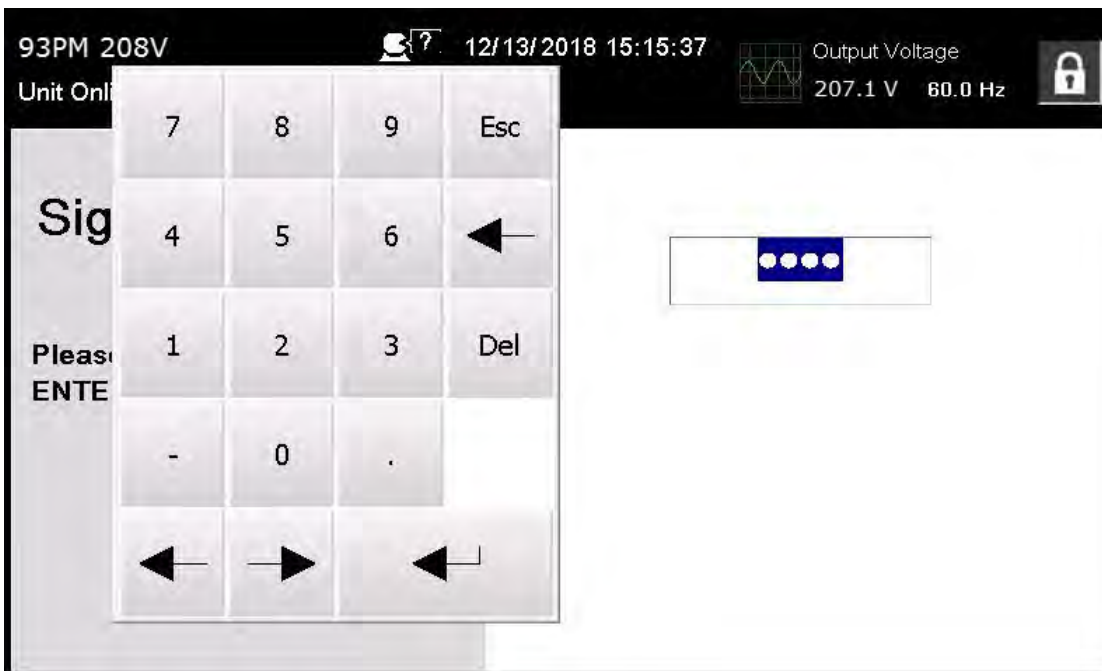 93PM 208V
? 12/13/2018 15:15:37
Output Voltage
Unit Onli
207.1 V 60.0 Hz
7 8 9 Esc
Sig
4 5 6
1 2 3 Del
Pleas
ENTE
- 0 .